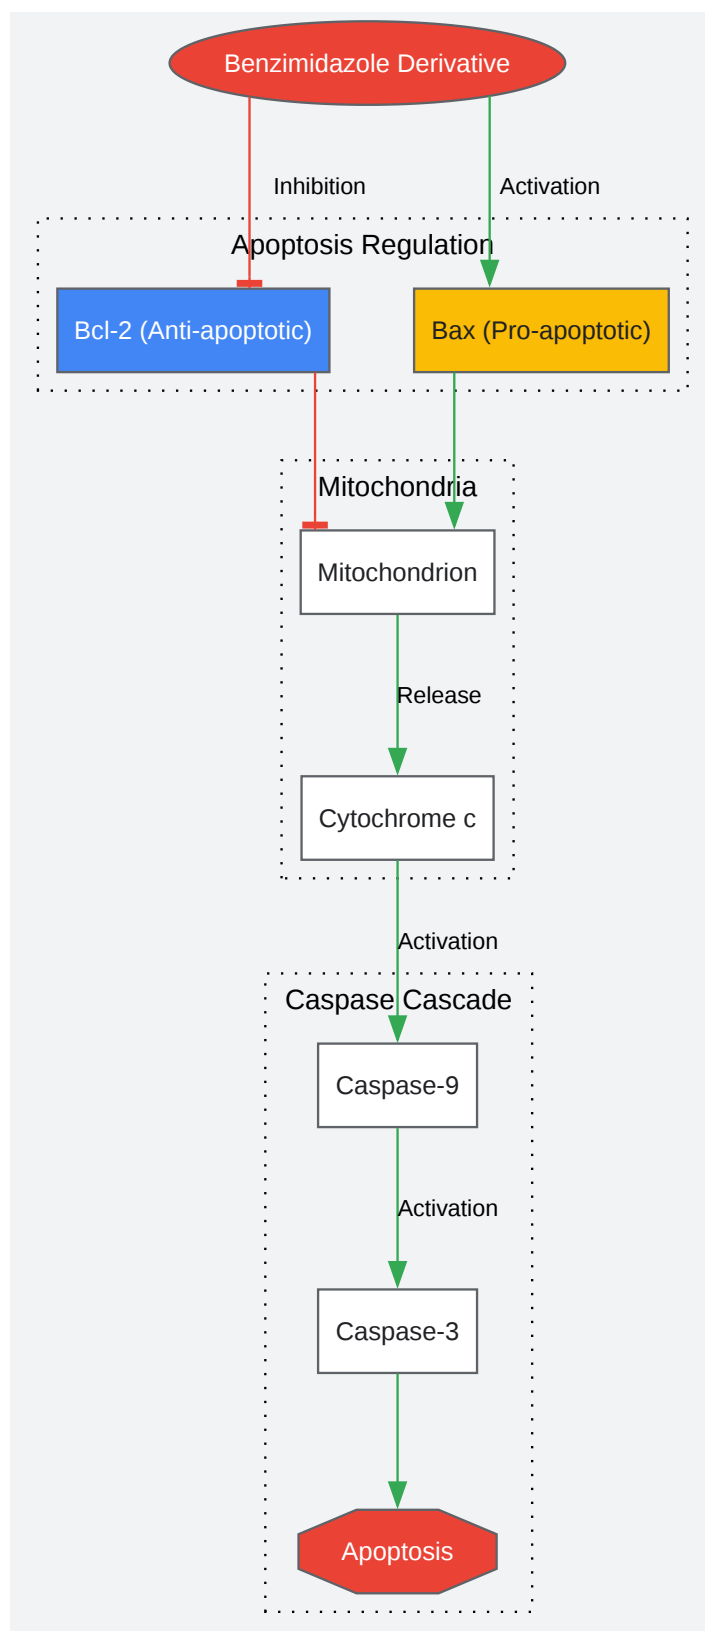 Benzimidazole Derivative
Inhibition
Activation
Apoptosis Regulation
Bcl-2 (Anti-apoptotic)
Bax (Pro-apoptotic)
Mitochondria
Mitochondrion
Release
Cytochrome c
Activation
Caspase Cascade
Caspase-9
Activation
Caspase-3
Apoptosis